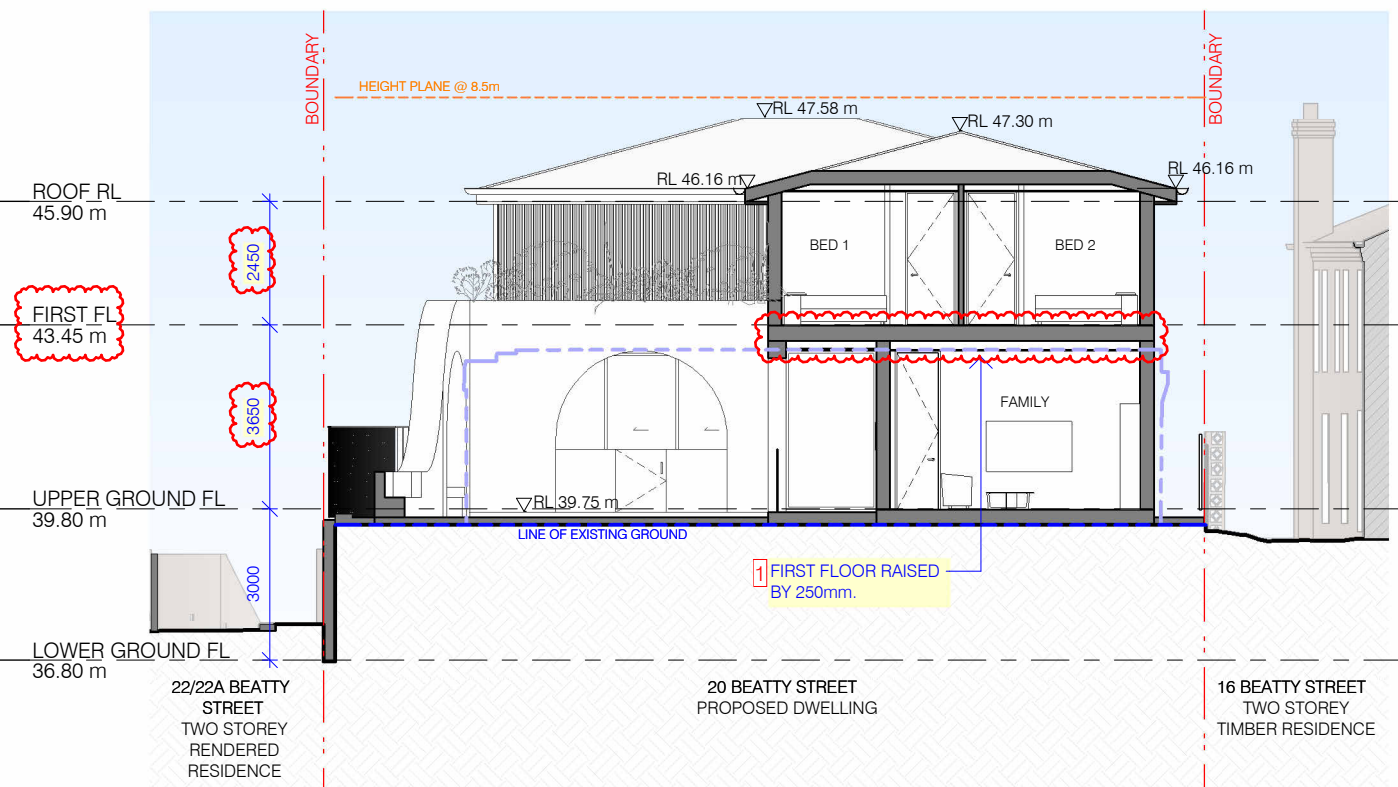 BOUNDARY
BOUNDARY
HEIGHT PLANE @ 8.5m
RL 47.58 m
RL 47.30 m
RL 46.16 m
RL 46.16 m
ROOF RL
45.90 m
BED 1
BED 2
2450
FIRST FL
43.45 m
3650
FAMILY
UPPER GROUND FL
39.80 m
RL 39.75 m
LINE OF EXISTING GROUND
1 FIRST FLOOR RAISED
BY 250mm.
3000
LOWER GROUND FL
36.80 m
22/22A BEATTY
STREET
TWO STOREY
RENDERED
RESIDENCE
20 BEATTY STREET
PROPOSED DWELLING
16 BEATTY STREET
TWO STOREY
TIMBER RESIDENCE